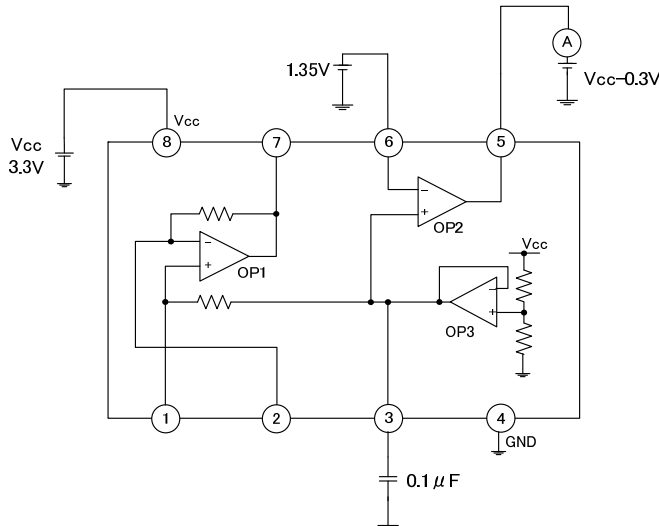 A
1.35V
Vcc−0.3V
Vcc
8
7
6
5
Vcc
3.3V
−
+
OP1
−
+
OP2
Vcc
−
+
OP3
1
2
3
4
GND
0.1μF